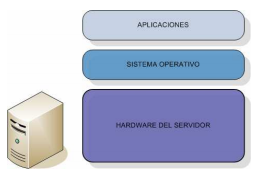 APLICACIONES
SISTEMA OPERATIVO
HARDWARE DEL SERVIDOR